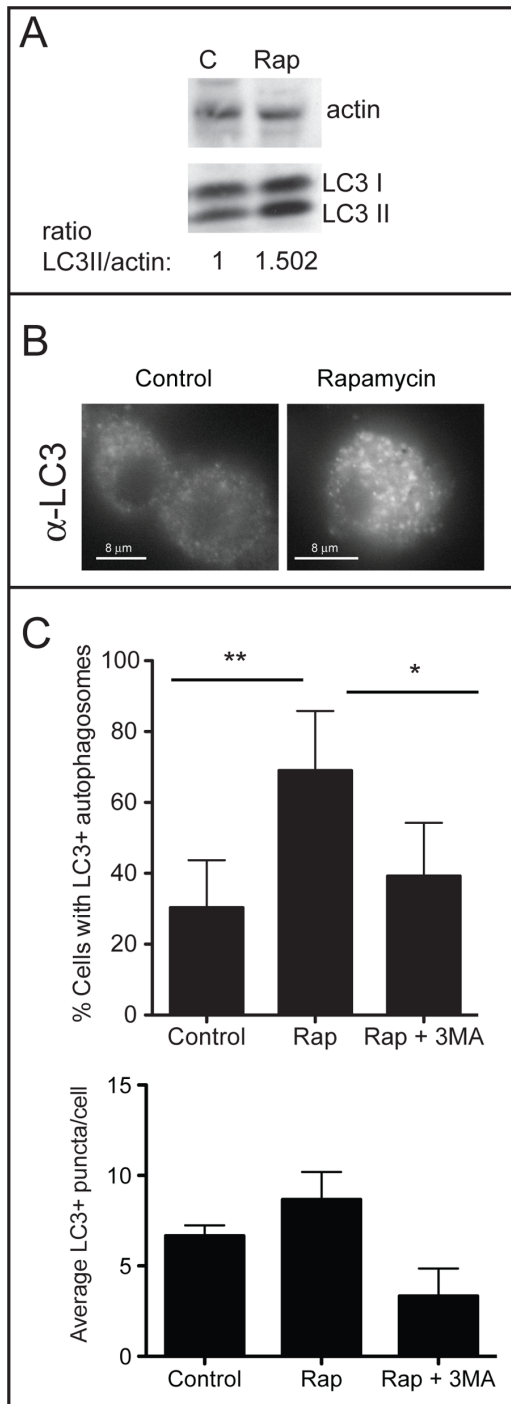 A
C Rap
actin
LC3 I
LC3 II
ratio
LC3II/actin: 1 1.502
B
Control Rapamycin
α-LC3
8 µm 8 µm
C
% Cells with LC3+ autophagosomes
100
80
60
40
20
0
** *
Control Rap Rap + 3MA
Average LC3+ puncta/cell
15
10
5
0
Control Rap Rap + 3MA